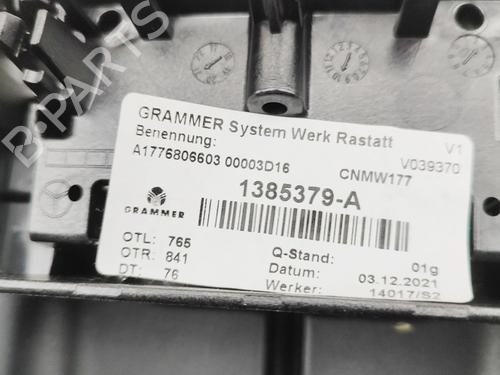 B-PARTS
GRAMMER System Werk Rastatt V1
Benennung: V039370
A1776806603 00003D16 CNMW177
1385379-A
GRAMMER
OTL: 765 Q-Stand: 01g
OTR: 841 Datum: 03.12.2021
DT: 76 Werker: 14017/S2